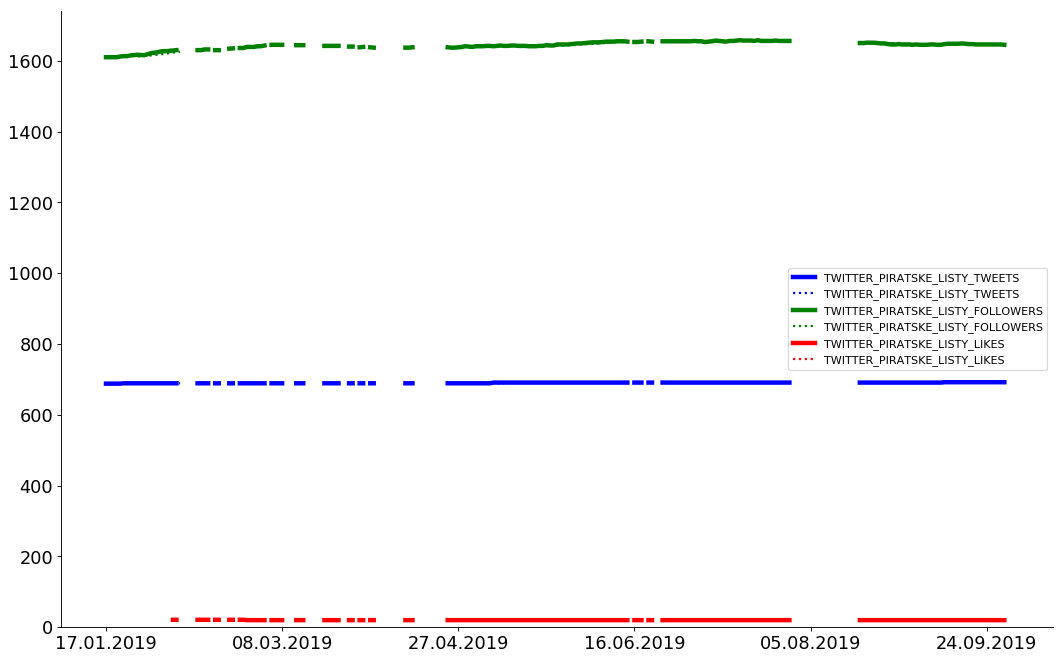 1600
1400
1200
1000
800
600
400
200
0
TWITTER_PIRATSKE_LISTY_TWEETS
TWITTER_PIRATSKE_LISTY_TWEETS
TWITTER_PIRATSKE_LISTY_FOLLOWERS
TWITTER_PIRATSKE_LISTY_FOLLOWERS
TWITTER_PIRATSKE_LISTY_LIKES
TWITTER_PIRATSKE_LISTY_LIKES
17.01.2019 08.03.2019 27.04.2019 16.06.2019 05.08.2019 24.09.2019